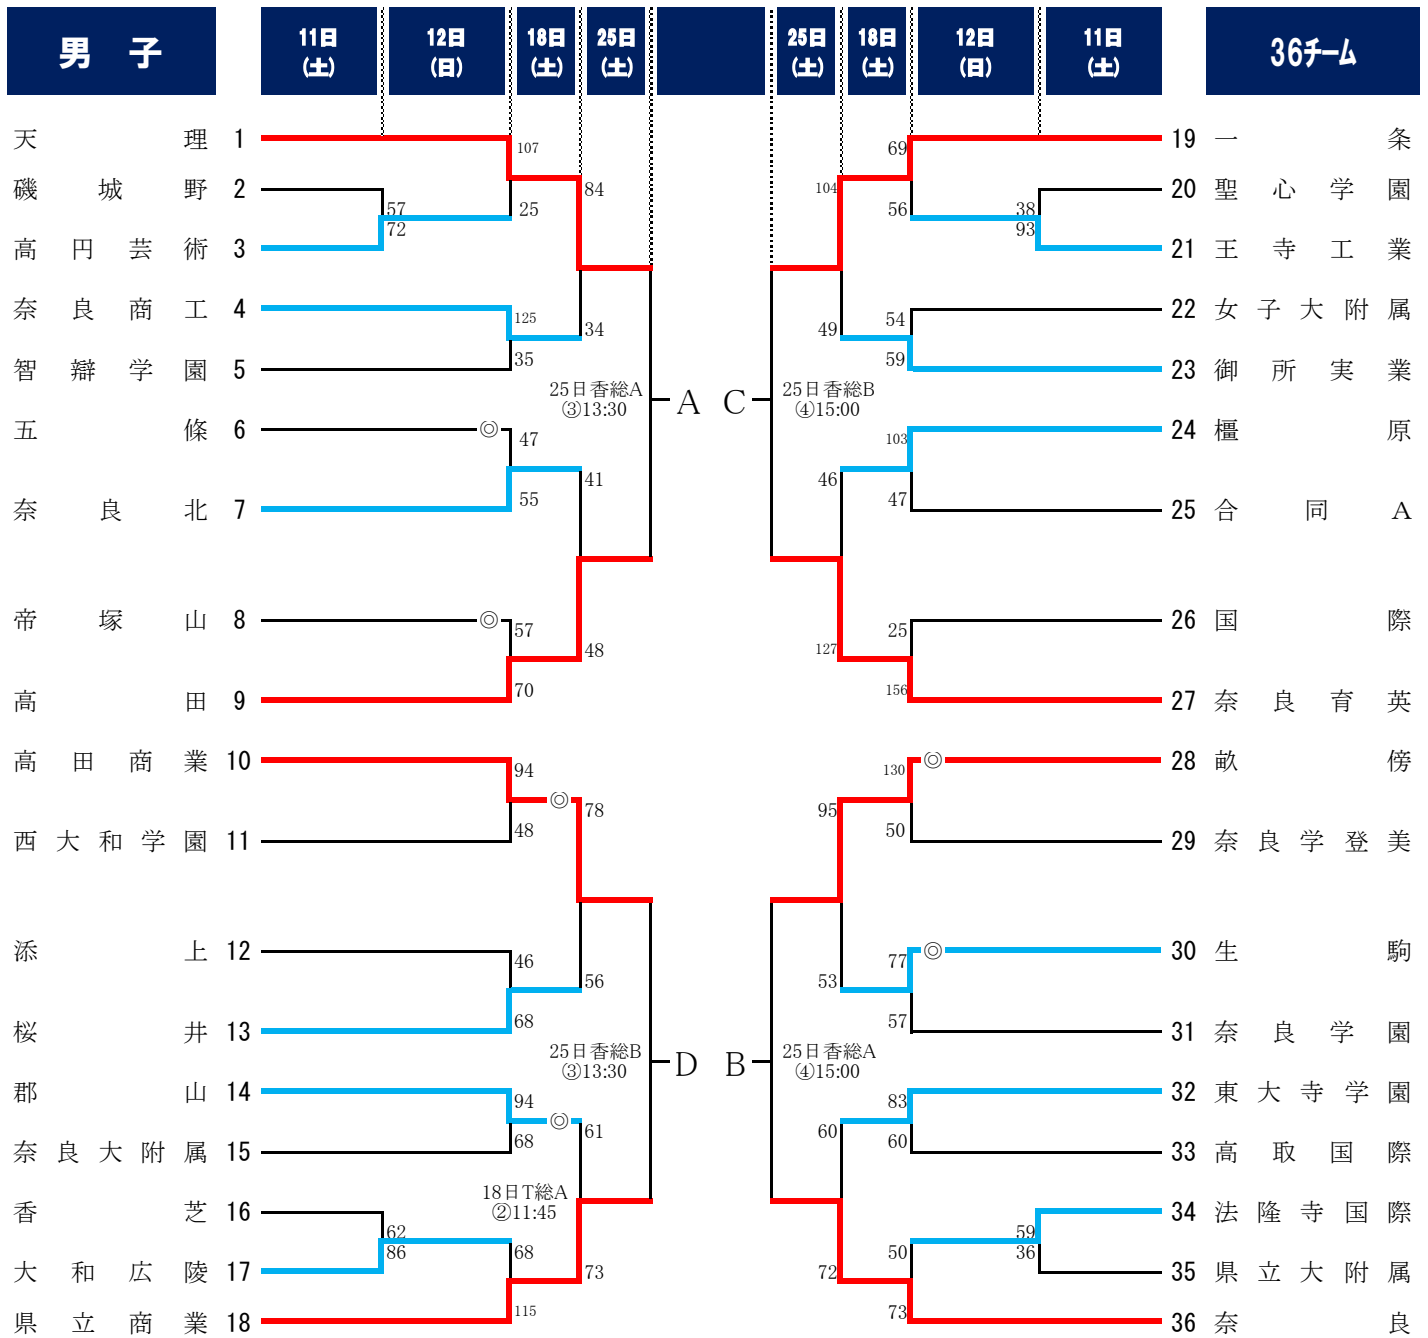 男 子 11日(土) 12日(日) 18日(土) 25日(土) 25日(土) 18日(土) 12日(日) 11日(土) 36チーム
天理 1 107 69 19 一条
磯城野 2 84 104 20 聖心学園
57 25 56 38
72 93
高円芸術 3 21 王寺工業
奈良商工 4 125 34 49 54 22 女子大附属
智辯学園 5 35 59 23 御所実業
25日香総A A C 25日香総B
③13:30 ④15:00
五條 6 ◎ 47 103 24 橿原
41 46
奈良北 7 55 47 25 合同A
帝塚山 8 ◎ 57 25 26 国際
48 127
高田 9 70 156 27 奈良育英
高田商業 10 94 130 ◎ 28 畝傍
◎ 78 95
西大和学園 11 48 50 29 奈良学登美
添上 12 46 77 ◎ 30 生駒
56 53
桜井 13 68 57 31 奈良学園
25日香総B D B 25日香総A
③13:30 ④15:00
郡山 14 94 83 32 東大寺学園
◎ 61 60
奈良大附属 15 68 60 33 高取国際
18日T総A
②11:45
香芝 16 34 法隆寺国際
62 59
86 68 50 36
大和広陵 17 73 72 35 県立大附属
県立商業 18 115 73 36 奈良